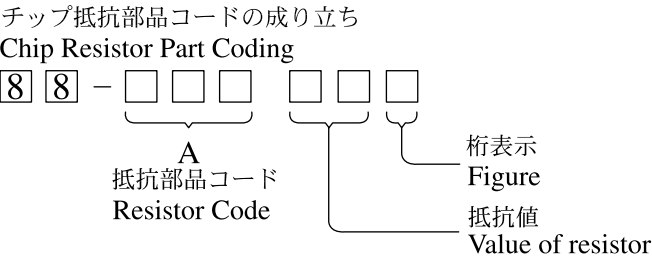 チップ抵抗部品コードの成り立ち
Chip Resistor Part Coding
8 8 – □ □ □ □ □ □
A
抵抗部品コード
Resistor Code
桁表示
Figure
抵抗値
Value of resistor